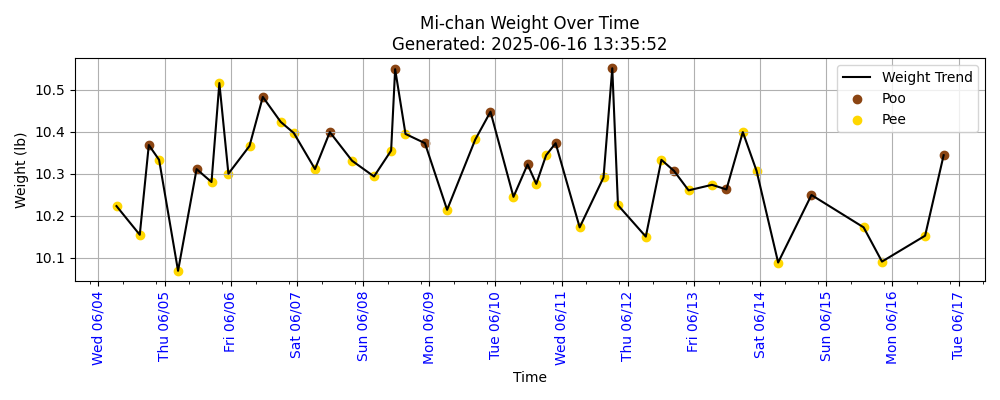 Mi-chan Weight Over Time
Generated: 2025-06-16 13:35:52
Weight (lb)
10.5
10.4
10.3
10.2
10.1
Weight Trend
Poo
Pee
Wed 06/04
Thu 06/05
Fri 06/06
Sat 06/07
Sun 06/08
Mon 06/09
Tue 06/10
Wed 06/11
Thu 06/12
Fri 06/13
Sat 06/14
Sun 06/15
Mon 06/16
Tue 06/17
Time